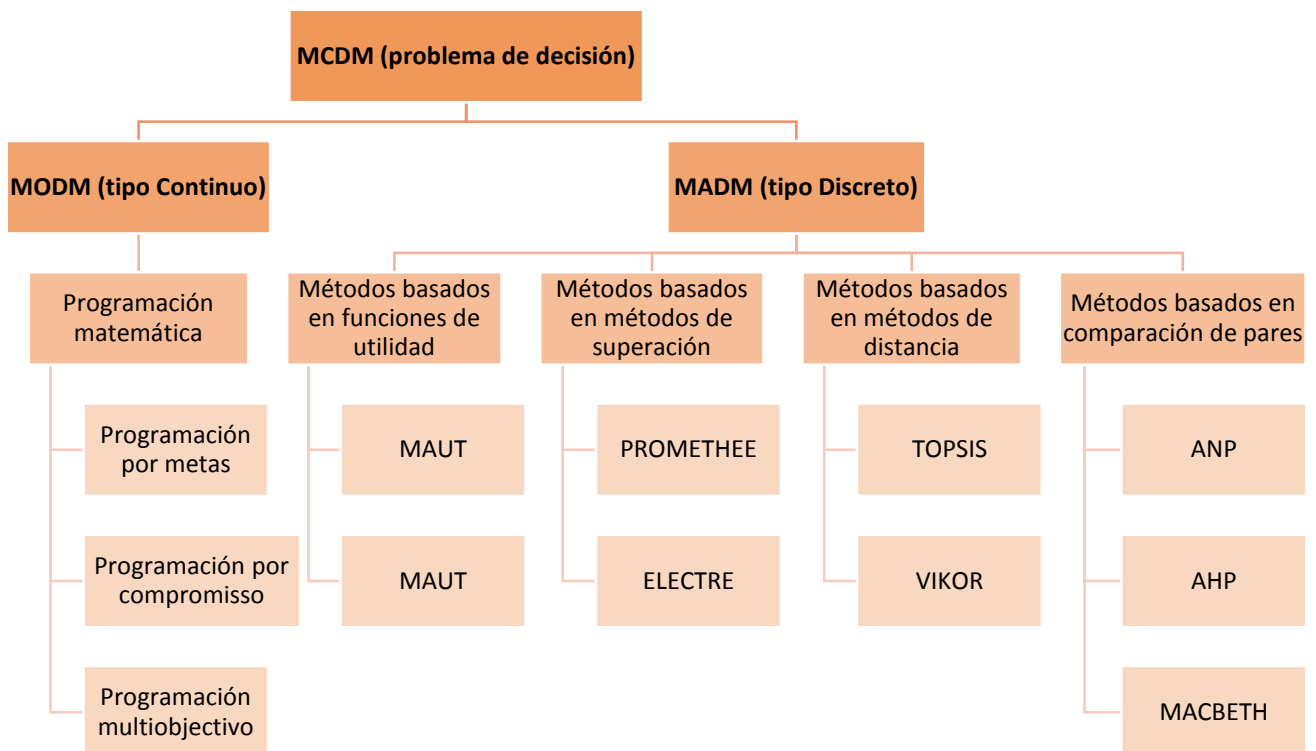 MCDM (problema de decisión)
MODM (tipo Continuo)
MADM (tipo Discreto)
Programación
matemática
Métodos basados
en funciones de
utilidad
Métodos basados
en métodos de
superación
Métodos basados
en métodos de
distancia
Métodos basados en
comparación de pares
Programación
por metas
MAUT
PROMETHEE
TOPSIS
ANP
Programación por
compromisso
MAUT
ELECTRE
VIKOR
AHP
Programación
multiobjectivo
MACBETH